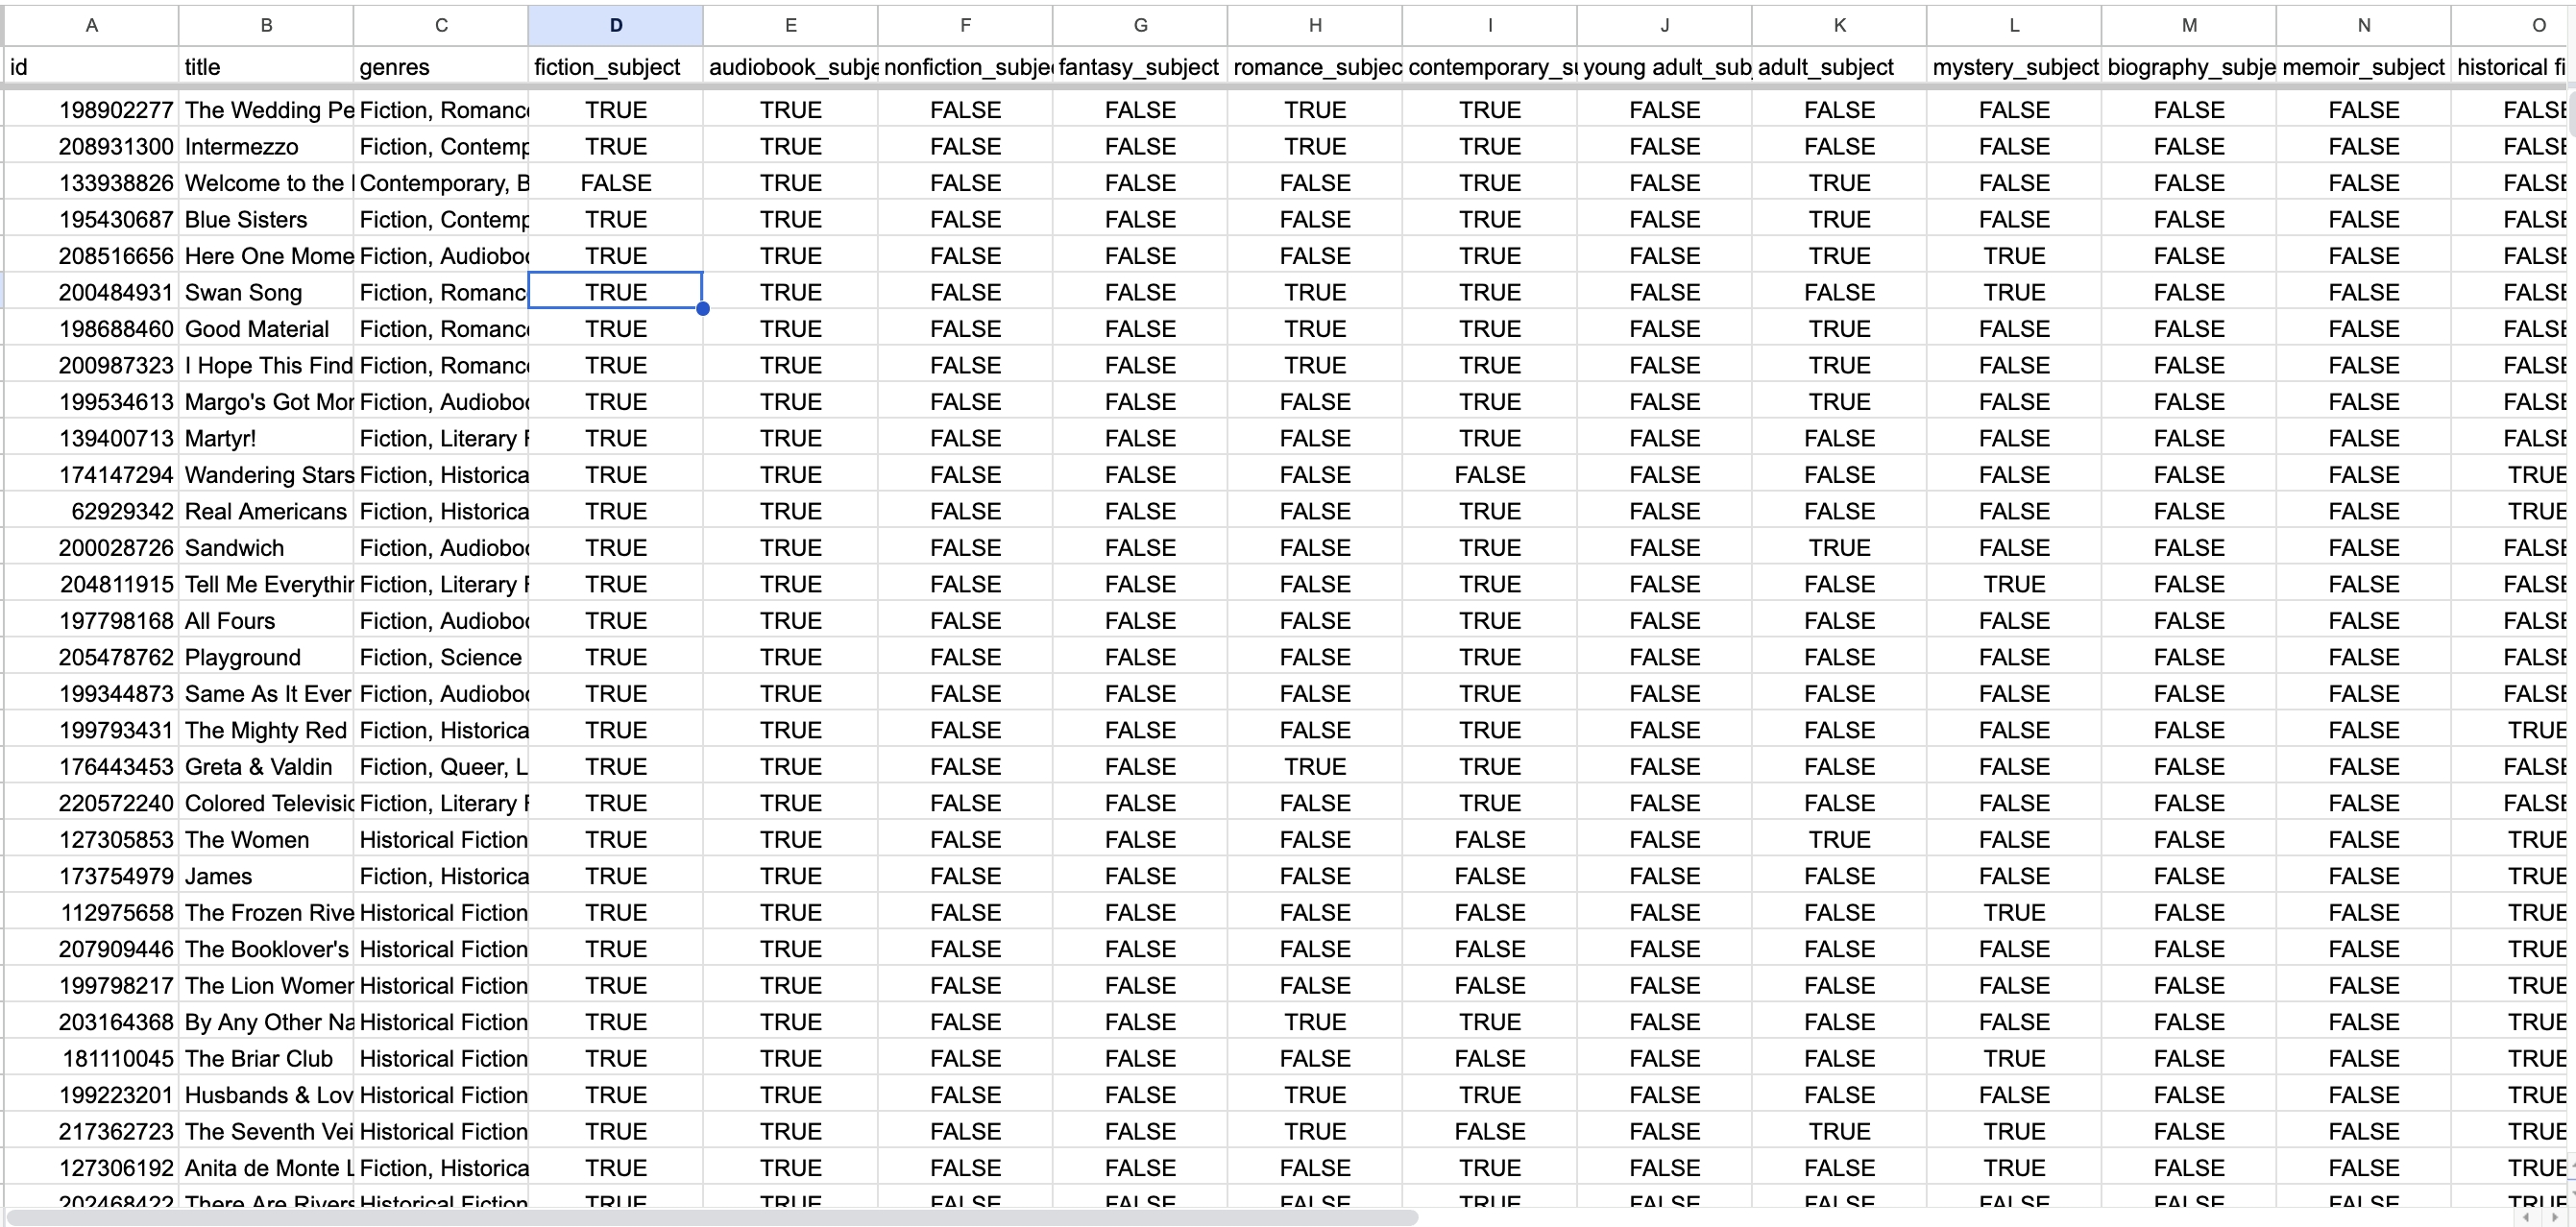 A B C D E F G H I J K L M N O
id title genres fiction_subject audiobook_subje nonfiction_subje fantasy_subject romance_subjec contemporary_su young adult_sub adult_subject mystery_subject biography_subje memoir_subject historical fi
198902277 The Wedding Pe Fiction, Romance TRUE TRUE FALSE FALSE TRUE TRUE FALSE FALSE FALSE FALSE FALSE FALSE
208931300 Intermezzo Fiction, Contemp TRUE TRUE FALSE FALSE TRUE TRUE FALSE FALSE FALSE FALSE FALSE FALSE
133938826 Welcome to the Contemporary, B FALSE TRUE FALSE FALSE FALSE TRUE FALSE TRUE FALSE FALSE FALSE FALSE
195430687 Blue Sisters Fiction, Contemp TRUE TRUE FALSE FALSE FALSE TRUE FALSE TRUE FALSE FALSE FALSE FALSE
208516656 Here One Mome Fiction, Audioboo TRUE TRUE FALSE FALSE FALSE TRUE FALSE TRUE TRUE FALSE FALSE FALSE
200484931 Swan Song Fiction, Romanc TRUE TRUE FALSE FALSE TRUE TRUE FALSE FALSE TRUE FALSE FALSE FALSE
198688460 Good Material Fiction, Romance TRUE TRUE FALSE FALSE TRUE TRUE FALSE TRUE FALSE FALSE FALSE FALSE
200987323 I Hope This Find Fiction, Romance TRUE TRUE FALSE FALSE TRUE TRUE FALSE TRUE FALSE FALSE FALSE FALSE
199534613 Margo's Got Mon Fiction, Audioboo TRUE TRUE FALSE FALSE FALSE TRUE FALSE TRUE FALSE FALSE FALSE FALSE
139400713 Martyr! Fiction, Literary F TRUE TRUE FALSE FALSE FALSE TRUE FALSE FALSE FALSE FALSE FALSE FALSE
174147294 Wandering Stars Fiction, Historica TRUE TRUE FALSE FALSE FALSE FALSE FALSE FALSE FALSE FALSE FALSE TRUE
62929342 Real Americans Fiction, Historica TRUE TRUE FALSE FALSE FALSE TRUE FALSE FALSE FALSE FALSE FALSE TRUE
200028726 Sandwich Fiction, Audioboo TRUE TRUE FALSE FALSE FALSE TRUE FALSE TRUE FALSE FALSE FALSE FALSE
204811915 Tell Me Everythin Fiction, Literary F TRUE TRUE FALSE FALSE FALSE TRUE FALSE FALSE TRUE FALSE FALSE FALSE
197798168 All Fours Fiction, Audioboo TRUE TRUE FALSE FALSE FALSE TRUE FALSE FALSE FALSE FALSE FALSE FALSE
205478762 Playground Fiction, Science TRUE TRUE FALSE FALSE FALSE TRUE FALSE FALSE FALSE FALSE FALSE FALSE
199344873 Same As It Ever Fiction, Audioboo TRUE TRUE FALSE FALSE FALSE TRUE FALSE FALSE FALSE FALSE FALSE FALSE
199793431 The Mighty Red Fiction, Historica TRUE TRUE FALSE FALSE FALSE TRUE FALSE FALSE FALSE FALSE FALSE TRUE
176443453 Greta & Valdin Fiction, Queer, L TRUE TRUE FALSE FALSE TRUE TRUE FALSE FALSE FALSE FALSE FALSE FALSE
220572240 Colored Televisio Fiction, Literary F TRUE TRUE FALSE FALSE FALSE TRUE FALSE FALSE FALSE FALSE FALSE FALSE
127305853 The Women Historical Fiction TRUE TRUE FALSE FALSE FALSE FALSE FALSE TRUE FALSE FALSE FALSE TRUE
173754979 James Fiction, Historica TRUE TRUE FALSE FALSE FALSE FALSE FALSE FALSE FALSE FALSE FALSE TRUE
112975658 The Frozen Rive Historical Fiction TRUE TRUE FALSE FALSE FALSE FALSE FALSE FALSE TRUE FALSE FALSE TRUE
207909446 The Booklover's Historical Fiction TRUE TRUE FALSE FALSE FALSE FALSE FALSE FALSE FALSE FALSE FALSE TRUE
199798217 The Lion Women Historical Fiction TRUE TRUE FALSE FALSE FALSE FALSE FALSE FALSE FALSE FALSE FALSE TRUE
203164368 By Any Other Na Historical Fiction TRUE TRUE FALSE FALSE TRUE TRUE FALSE FALSE FALSE FALSE FALSE TRUE
181110045 The Briar Club Historical Fiction TRUE TRUE FALSE FALSE FALSE FALSE FALSE FALSE TRUE FALSE FALSE TRUE
199223201 Husbands & Lov Historical Fiction TRUE TRUE FALSE FALSE TRUE TRUE FALSE FALSE FALSE FALSE FALSE TRUE
217362723 The Seventh Vei Historical Fiction TRUE TRUE FALSE FALSE TRUE FALSE FALSE TRUE TRUE FALSE FALSE TRUE
127306192 Anita de Monte L Fiction, Historica TRUE TRUE FALSE FALSE FALSE TRUE FALSE FALSE TRUE FALSE FALSE TRUE
202468422 There Are Rivers Historical Fiction TRUE TRUE FALSE FALSE FALSE TRUE FALSE FALSE FALSE FALSE FALSE TRUE